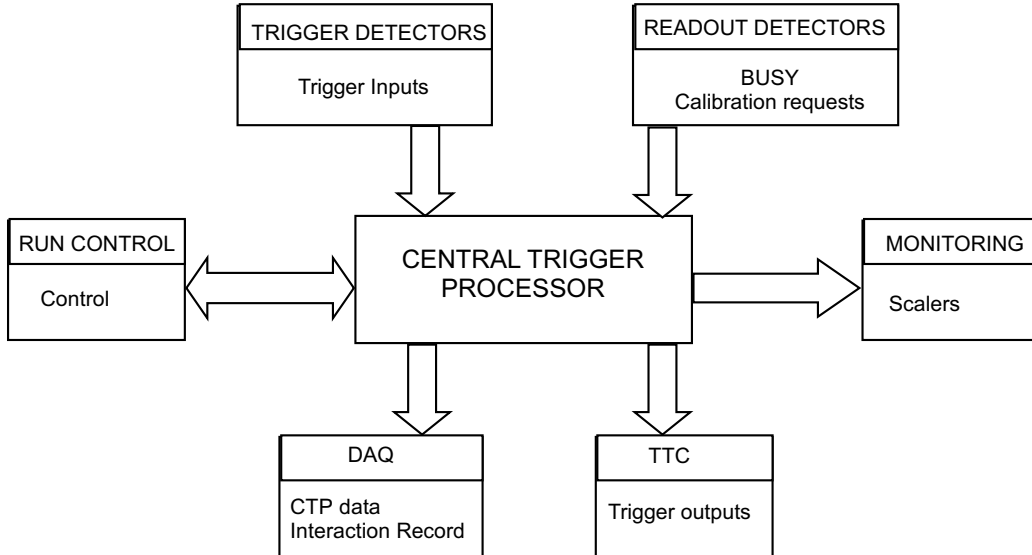 TRIGGER DETECTORS
Trigger Inputs
READOUT DETECTORS
BUSY
Calibration requests
RUN CONTROL
Control
CENTRAL TRIGGER
PROCESSOR
MONITORING
Scalers
DAQ
CTP data
Interaction Record
TTC
Trigger outputs